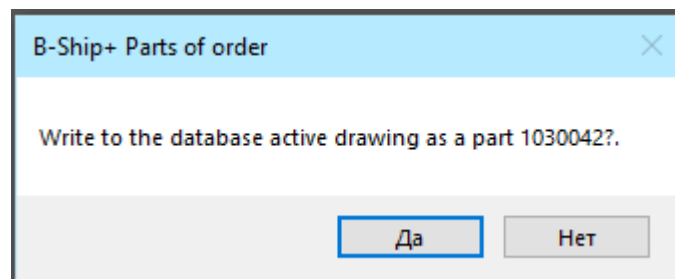 B-Ship+ Parts of order
Write to the database active drawing as a part 1030042?.
Да Нет